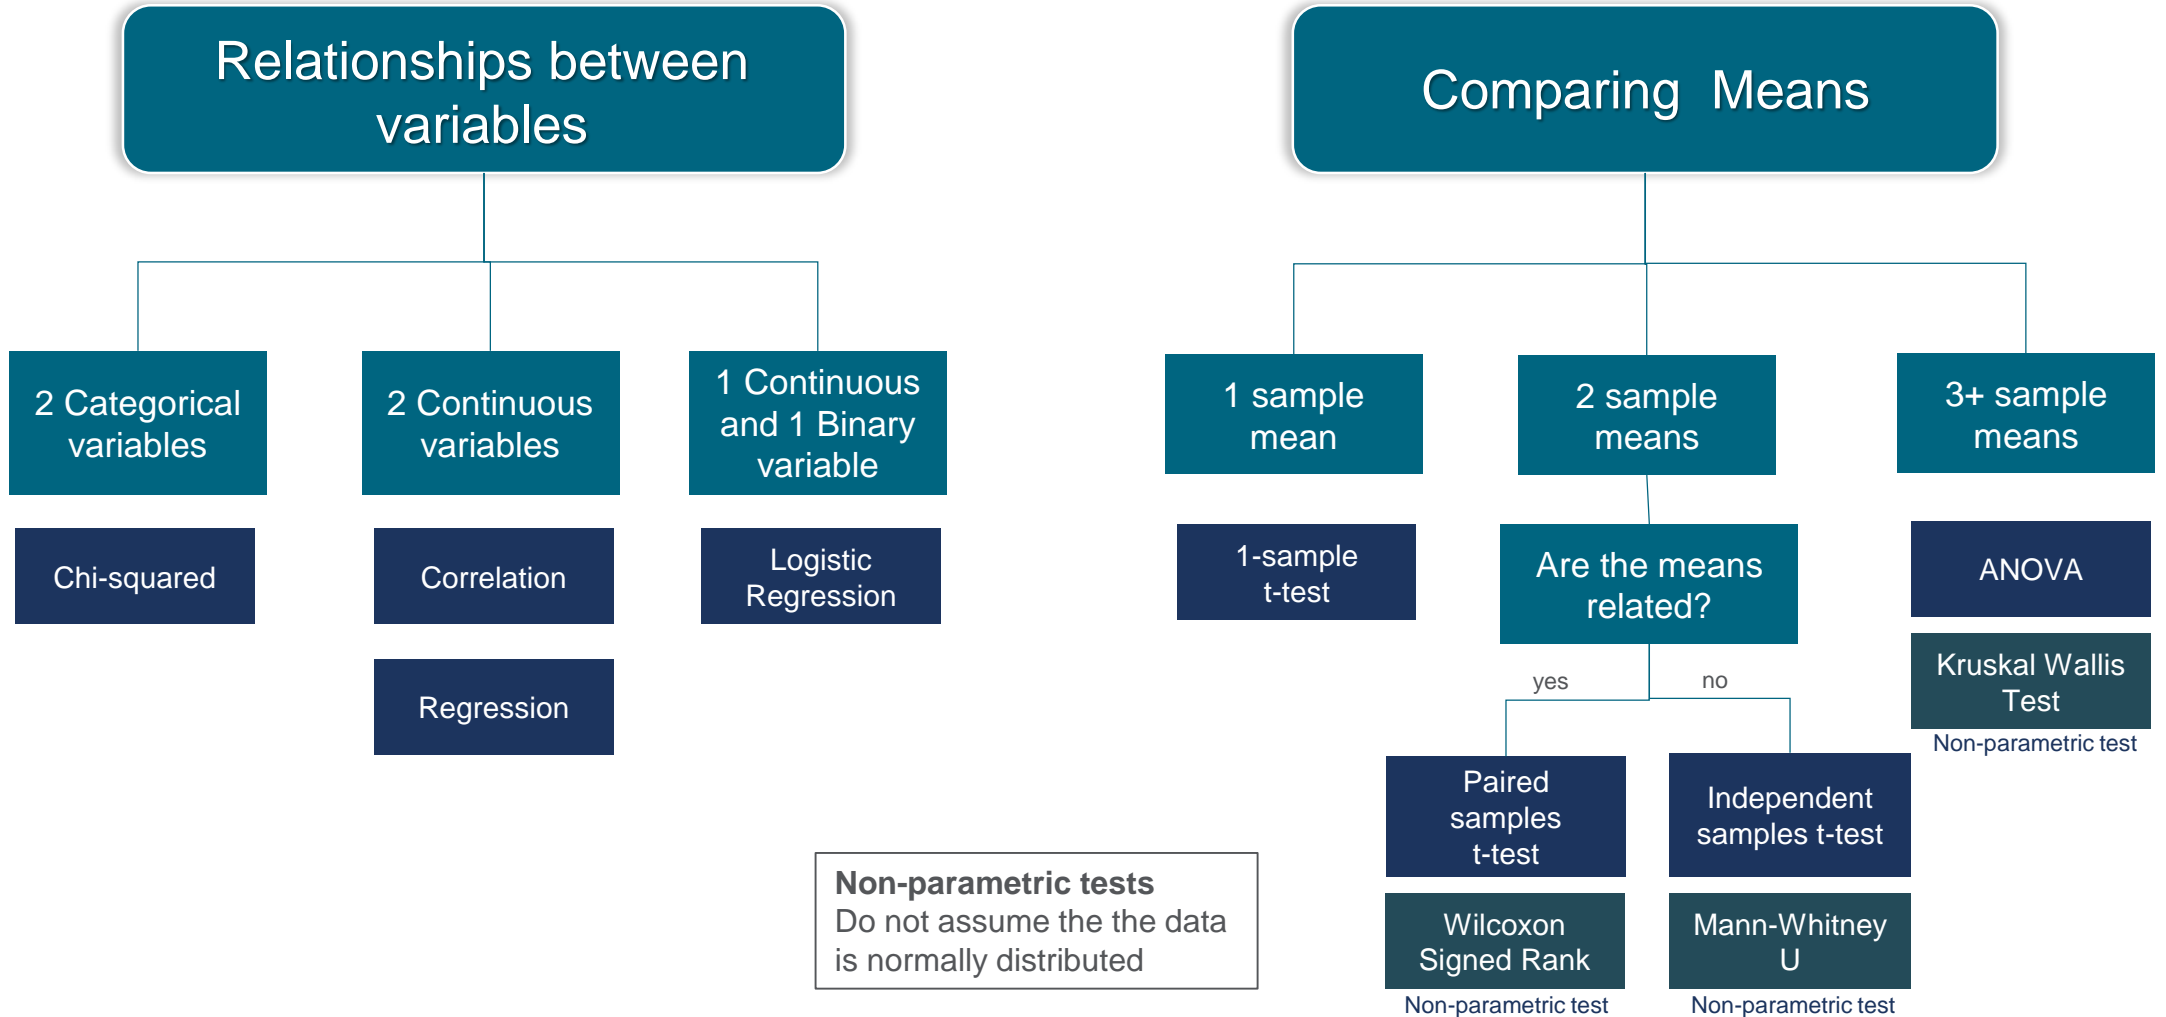 Relationships between
variables
2 Categorical
variables
Chi-squared
2 Continuous
variables
Correlation
Regression
1 Continuous
and 1 Binary
variable
Logistic
Regression
Comparing  Means
1 sample
mean
1-sample
t-test
2 sample
means
Are the means
related?
yes
no
Paired
samples
t-test
Wilcoxon
Signed Rank
Non-parametric test
Independent
samples t-test
Mann-Whitney
U
Non-parametric test
3+ sample
means
ANOVA
Kruskal Wallis
Test
Non-parametric test
Non-parametric tests
Do not assume the the data
is normally distributed